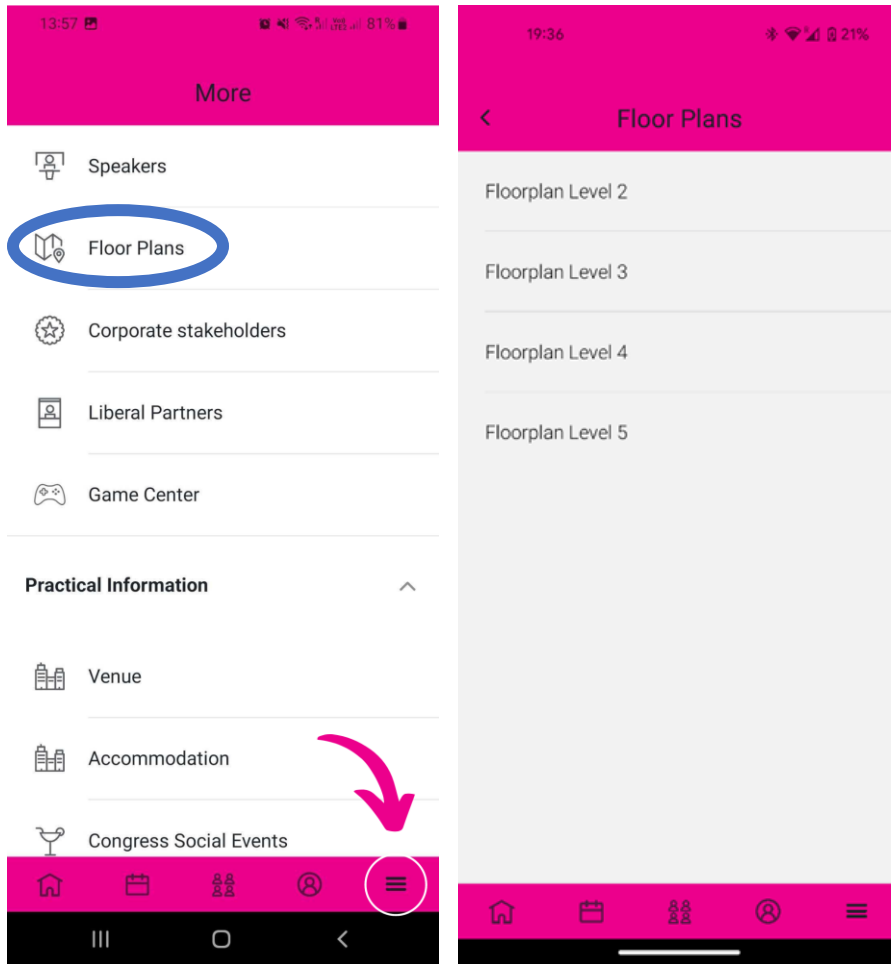 13:57
81%
More
Speakers
Floor Plans
Corporate stakeholders
Liberal Partners
Game Center
Practical Information
Venue
Accommodation
Congress Social Events
19:36
21%
Floor Plans
Floorplan Level 2
Floorplan Level 3
Floorplan Level 4
Floorplan Level 5